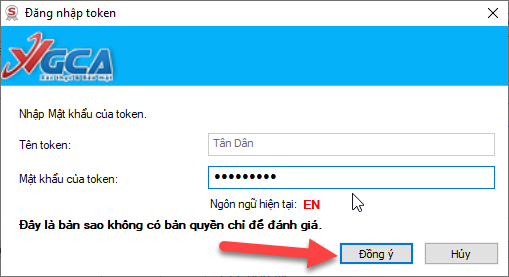 Đăng nhập token
VGCA
Nhập Mật khẩu của token.
Tên token: Tân Dân
Mật khẩu của token: •••••••••
Ngôn ngữ hiện tại: EN
Đây là bản sao không có bản quyền chỉ để đánh giá.
Đồng ý Hủy